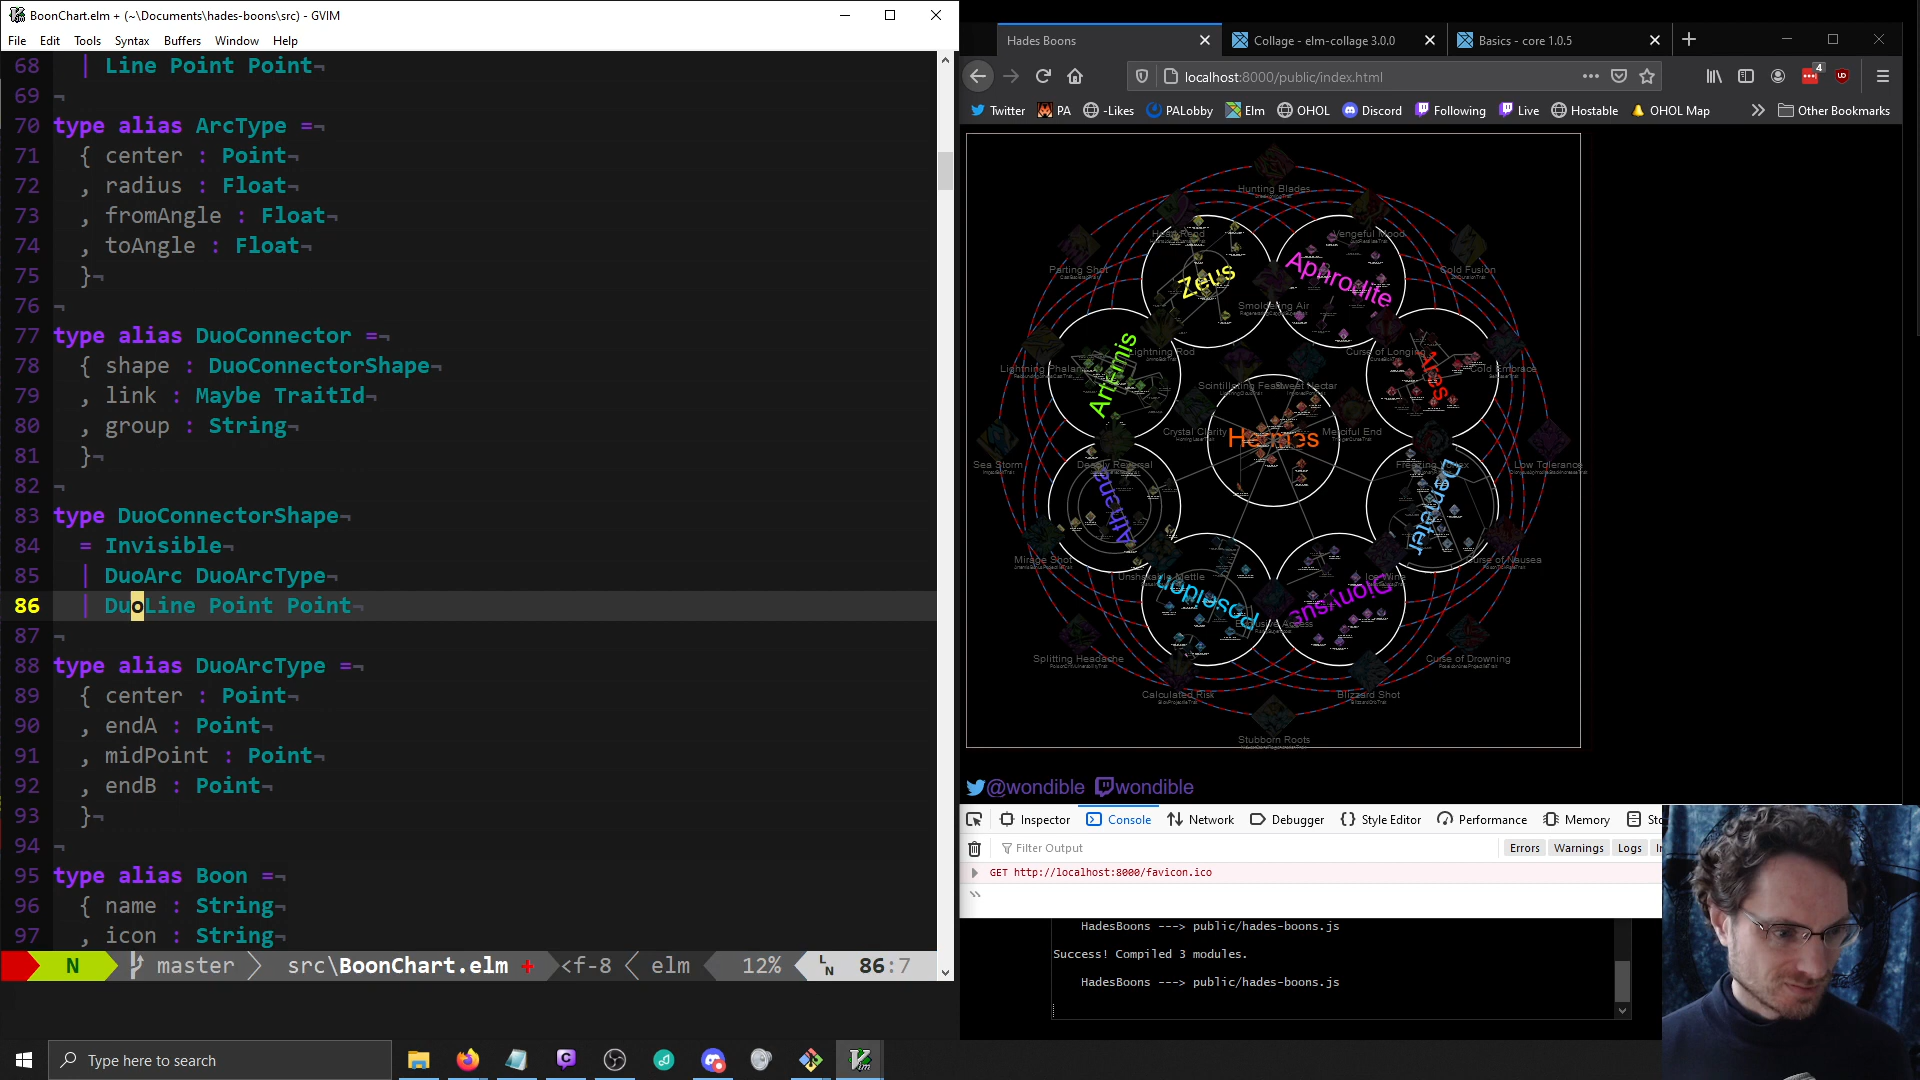 BoonChart.elm + (~\Documents\hades-boons\src) - GVIM
File Edit Tools Syntax Buffers Window Help
68 | Line Point Point¬
69 ¬
70 type alias ArcType =¬
71 { center : Point¬
72 , radius : Float¬
73 , fromAngle : Float¬
74 , toAngle : Float¬
75 }¬
76 ¬
77 type alias DuoConnector =¬
78 { shape : DuoConnectorShape¬
79 , link : Maybe TraitId¬
80 , group : String¬
81 }¬
82 ¬
83 type DuoConnectorShape¬
84 = Invisible¬
85 | DuoArc DuoArcType¬
86 | DuoLine Point Point¬
87 ¬
88 type alias DuoArcType =¬
89 { center : Point¬
90 , endA : Point¬
91 , midPoint : Point¬
92 , endB : Point¬
93 }¬
94 ¬
95 type alias Boon =¬
96 { name : String¬
97 , icon : String¬
N master src\BoonChart.elm + <f-8 elm 12% LN 86:7
Hades Boons
Collage - elm-collage 3.0.0
Basics - core 1.0.5
localhost:8000/public/index.html
4
Twitter PA -Likes PALobby Elm OHOL Discord Following Live Hostable OHOL Map Other Bookmarks
Hunting Blades
Heart Rend
Vengeful Mood
Parting Shot
Cold Fusion
Zeus
Aphrodite
Smoldering Air
Lightning Rod
Curse of Longing
Lightning Phalanx
Cold Embrace
Artemis
Ares
Scintillating Feast
Sweet Nectar
Crystal Clarity
Hermes
Merciful End
Sea Storm
Deadly Reversal
Freezing Vortex
Low Tolerance
Athena
Demeter
Mirage Shot
Curse of Nausea
Unshakable Mettle
Ice Wine
Poseidon
Dionysus
Exclusive Access
Splitting Headache
Curse of Drowning
Calculated Risk
Blizzard Shot
Stubborn Roots
@wondible wondible
Inspector Console Network Debugger Style Editor Performance Memory
Filter Output
Errors Warnings Logs
GET http://localhost:8000/favicon.ico
HadesBoons ---> public/hades-boons.js
Success! Compiled 3 modules.
HadesBoons ---> public/hades-boons.js
Type here to search